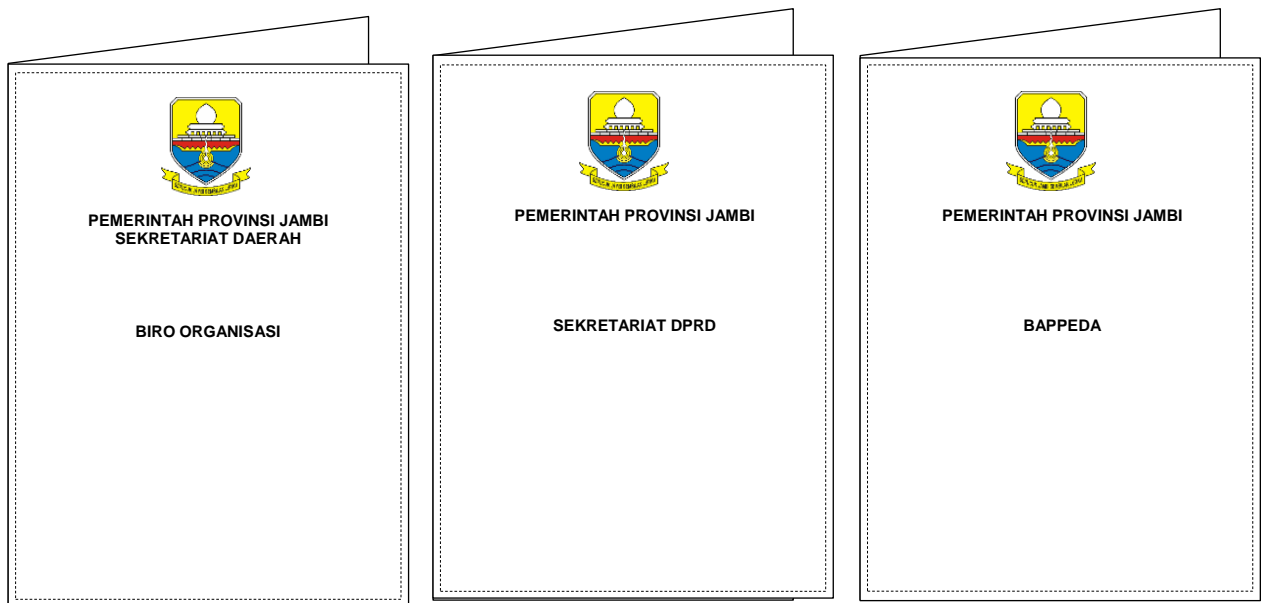 PEMERINTAH PROVINSI JAMBI
SEKRETARIAT DAERAH
BIRO ORGANISASI
PEMERINTAH PROVINSI JAMBI
SEKRETARIAT DPRD
PEMERINTAH PROVINSI JAMBI
BAPPEDA